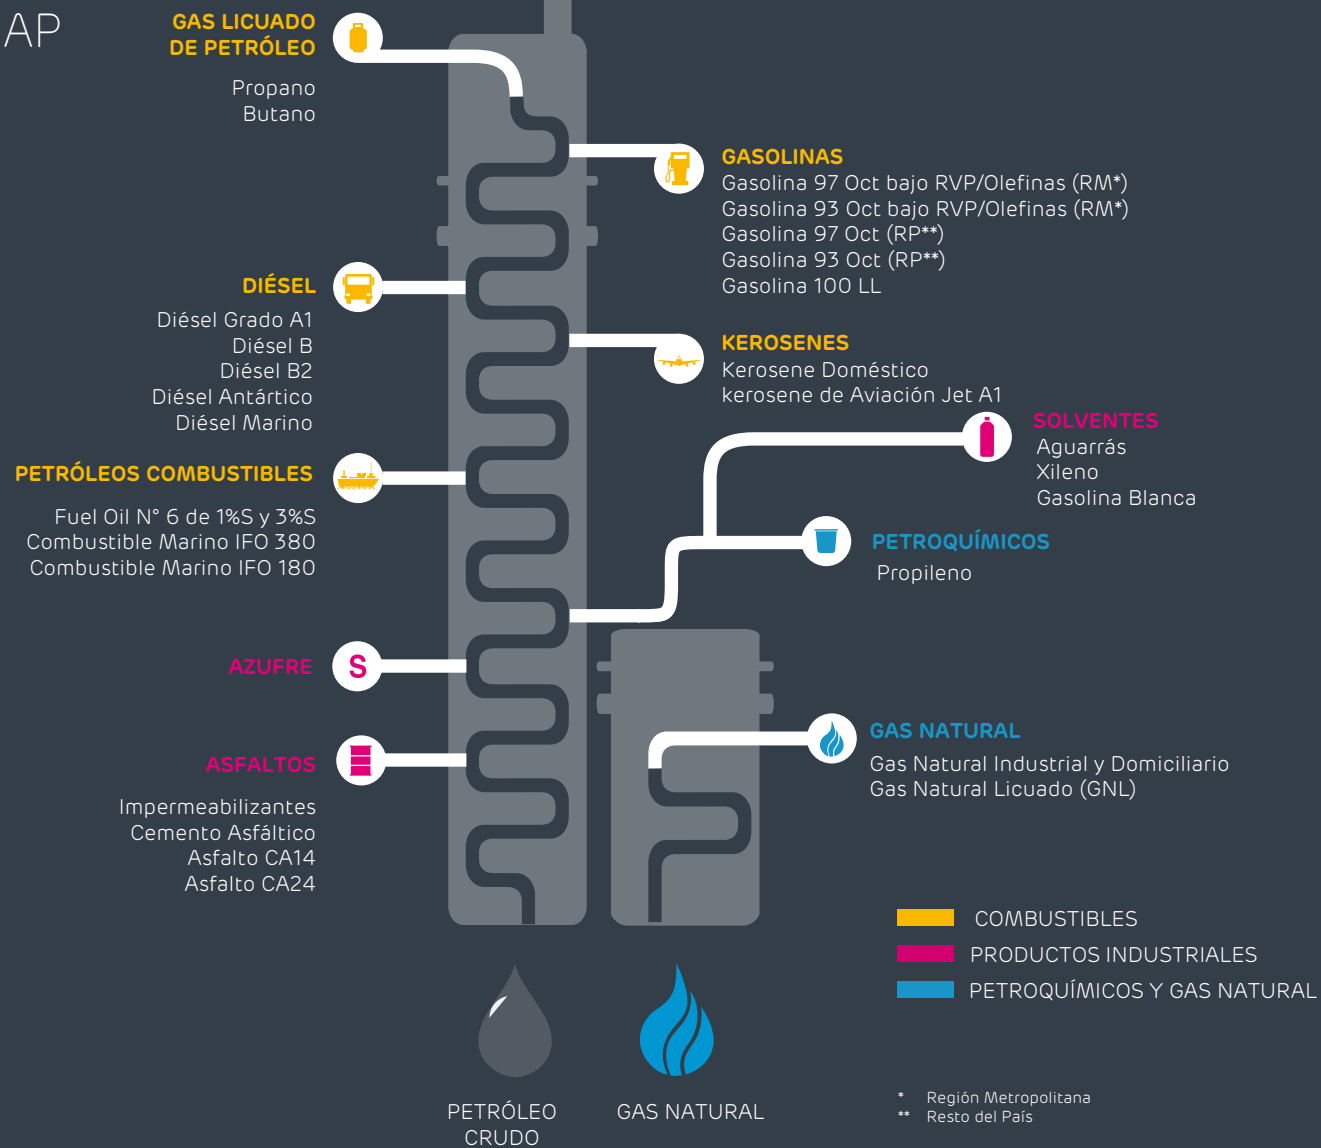 AP
GAS LICUADO
DE PETRÓLEO
Propano
Butano
GASOLINAS
Gasolina 97 Oct bajo RVP/Olefinas (RM*)
Gasolina 93 Oct bajo RVP/Olefinas (RM*)
Gasolina 97 Oct (RP**)
Gasolina 93 Oct (RP**)
Gasolina 100 LL
DIÉSEL
Diésel Grado A1
Diésel B
Diésel B2
Diésel Antártico
Diésel Marino
KEROSENES
Kerosene Doméstico
kerosene de Aviación Jet A1
SOLVENTES
Aguarrás
Xileno
Gasolina Blanca
PETRÓLEOS COMBUSTIBLES
Fuel Oil N° 6 de 1%S y 3%S
Combustible Marino IFO 380
Combustible Marino IFO 180
PETROQUÍMICOS
Propileno
AZUFRE
S
GAS NATURAL
Gas Natural Industrial y Domiciliario
Gas Natural Licuado (GNL)
ASFALTOS
Impermeabilizantes
Cemento Asfáltico
Asfalto CA14
Asfalto CA24
COMBUSTIBLES
PRODUCTOS INDUSTRIALES
PETROQUÍMICOS Y GAS NATURAL
PETRÓLEO
CRUDO
GAS NATURAL
* Región Metropolitana
** Resto del País